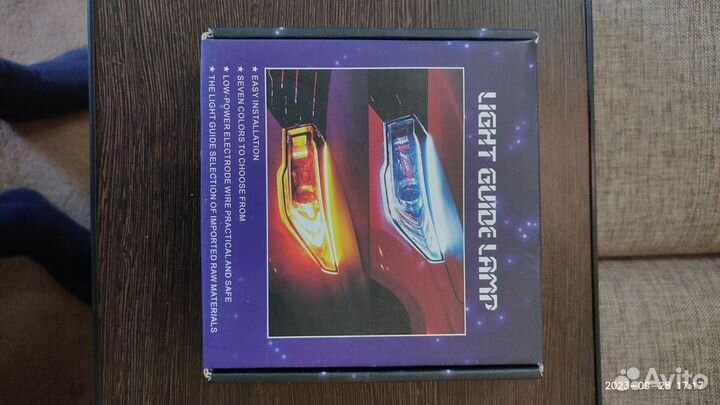 LIGHT GUIDE LAMP
★ EASY INSTALLATION
★ SEVEN COLORS TO CHOOSE FROM
★ LOW-POWER ELECTRODE WIRE PRACTICAL AND SAFE
★ THE LIGHT GUIDE SELECTION OF IMPORTED RAW MATERIALS
Avito
2023-09-28 17:17